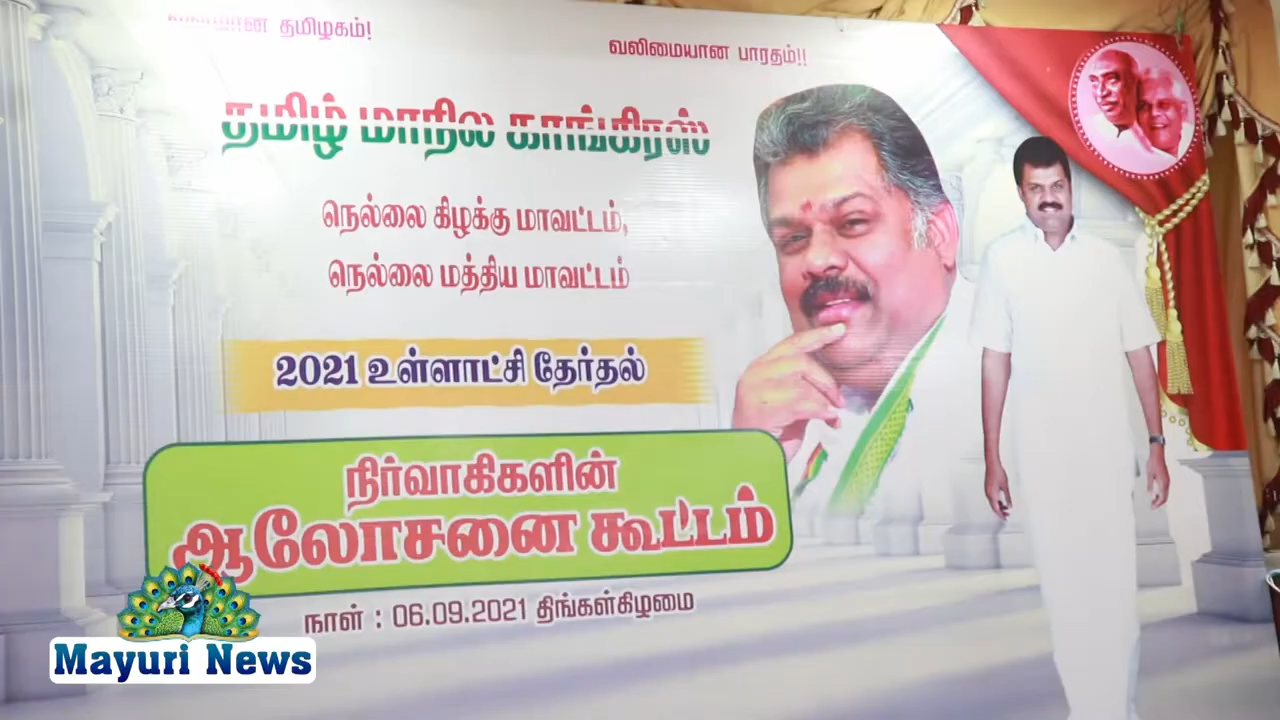 தமிழகம்!
வலிமையான பாரதம்!!
தமிழ் மாநில காங்கிரஸ்
நெல்லை கிழக்கு மாவட்டம்,
நெல்லை மத்திய மாவட்டம்
2021 உள்ளாட்சி தேர்தல்
நிர்வாகிகளின்
ஆலோசனை கூட்டம்
நாள் : 06.09.2021 திங்கள்கிழமை
Mayuri News